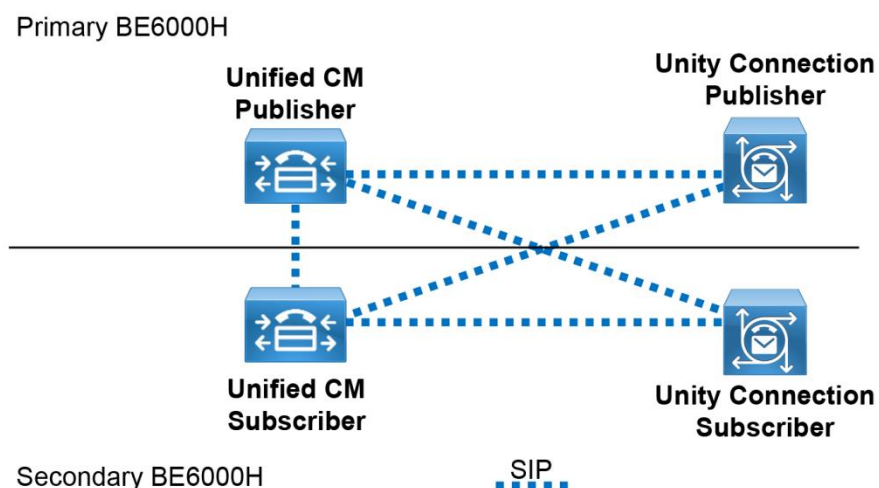 Primary BE6000H
Unified CM
Publisher
Unity Connection
Publisher
Unified CM
Subscriber
Unity Connection
Subscriber
Secondary BE6000H
SIP